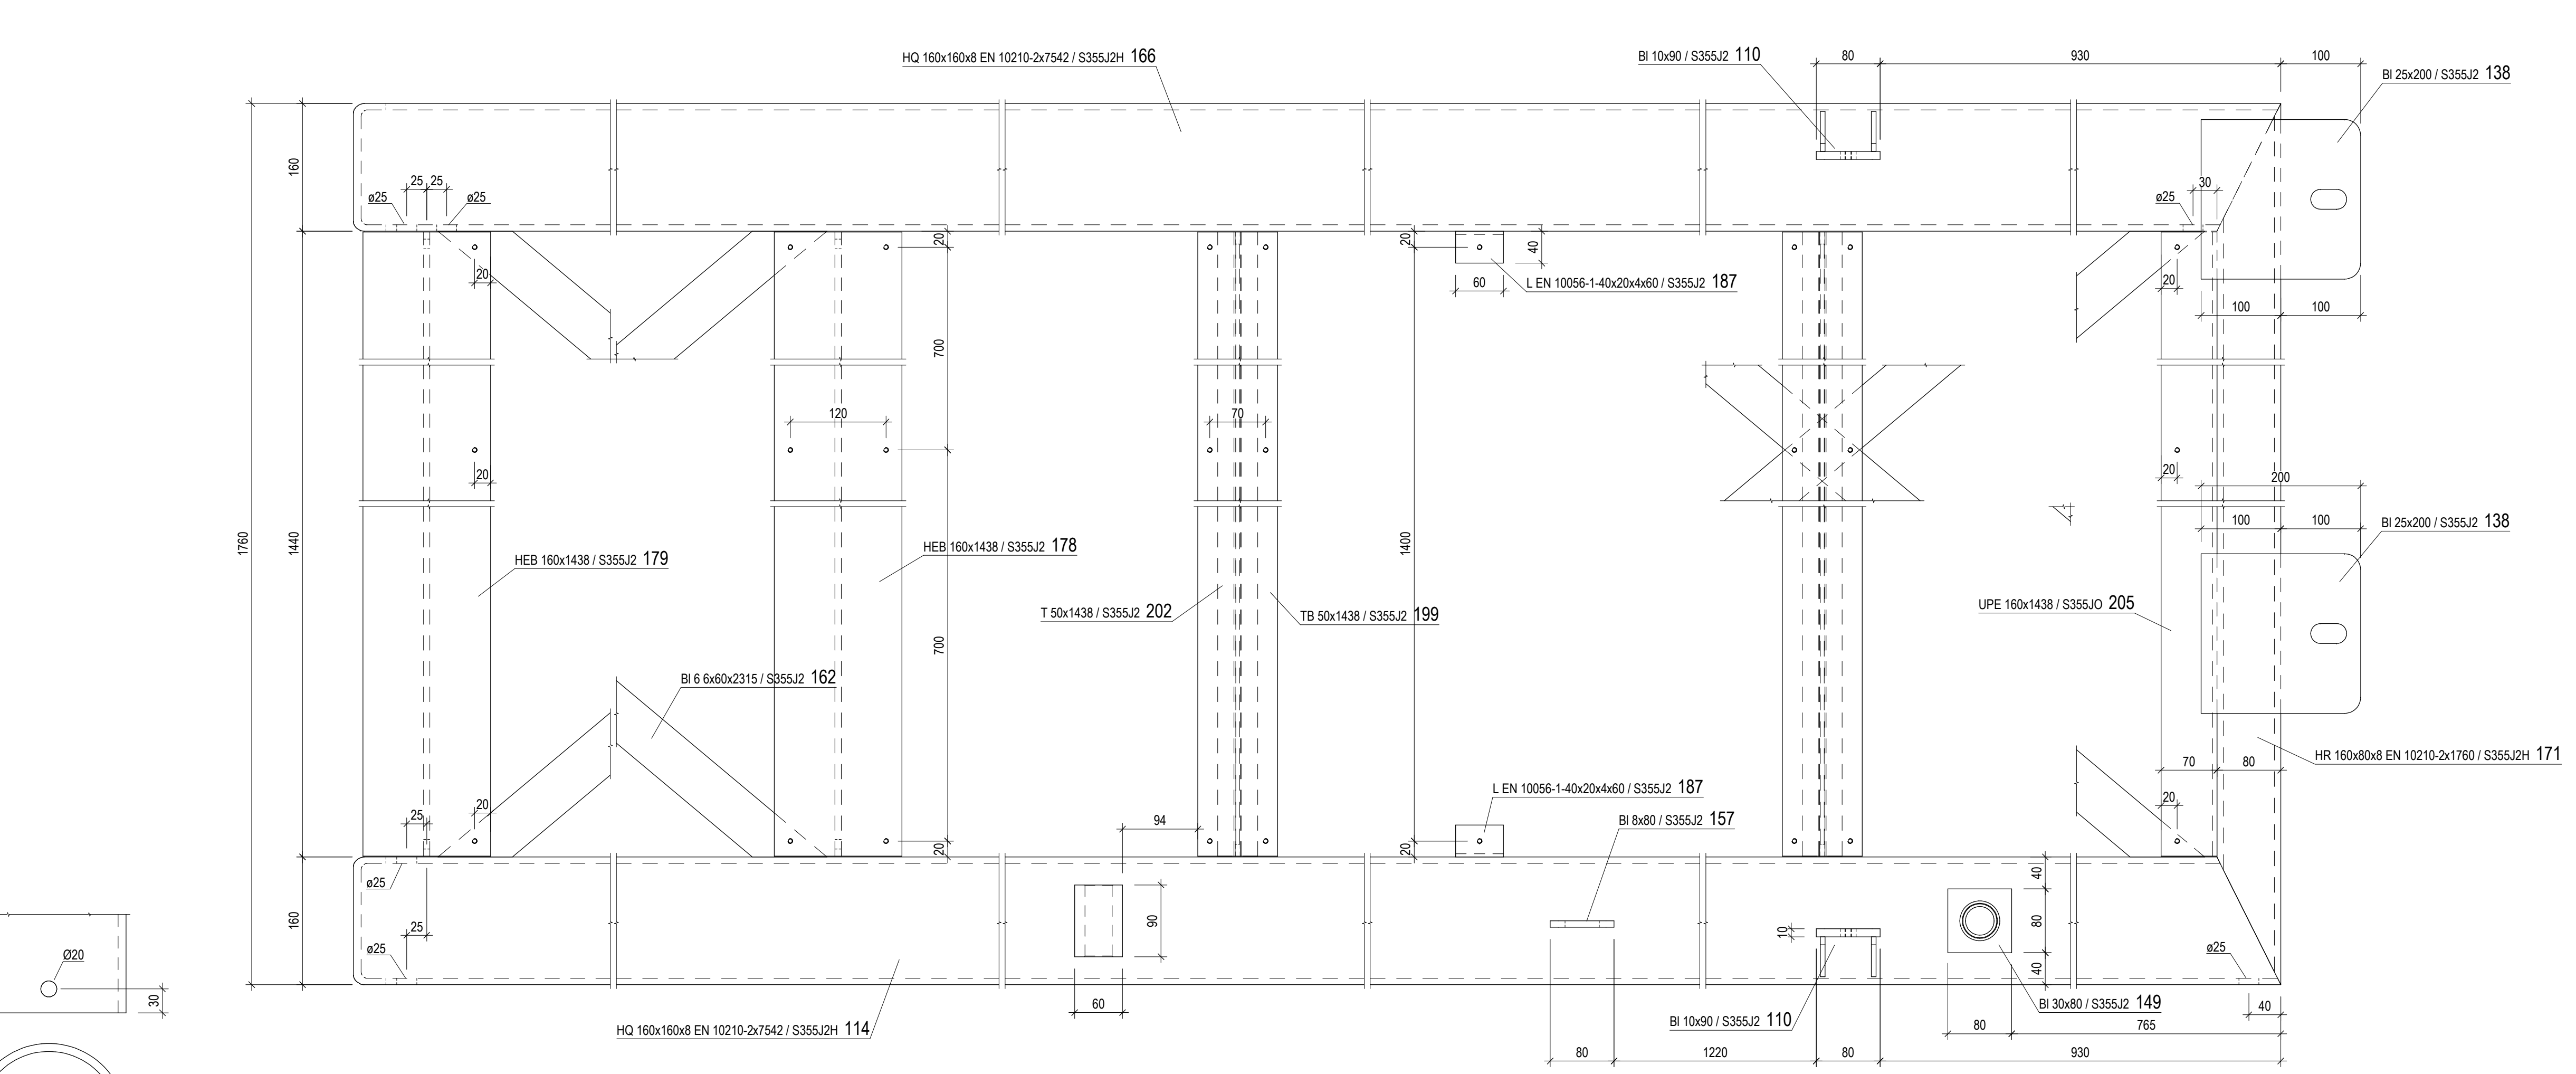 HQ 160x160x8 EN 10210-2x7542 / S355J2H 166
Bl 10x90 / S355J2 110
80
930
100
Bl 25x200 / S355J2 138
160
25 25
ø25
ø25
30
ø25
20
20
20
40
60
L EN 10056-1-40x20x4x60 / S355J2 187
20
100
100
700
120
70
20
20
200
100
100
Bl 25x200 / S355J2 138
1760
1440
1400
HEB 160x1438 / S355J2 179
HEB 160x1438 / S355J2 178
T 50x1438 / S355J2 202
TB 50x1438 / S355J2 199
UPE 160x1438 / S355JO 205
700
Bl 6 6x60x2315 / S355J2 162
HR 160x80x8 EN 10210-2x1760 / S355J2H 171
70
80
L EN 10056-1-40x20x4x60 / S355J2 187
20
20
25
94
Bl 8x80 / S355J2 157
20
20
ø25
40
160
25
90
10
80
ø25
40
ø25
Ø20
30
60
Bl 30x80 / S355J2 149
40
HQ 160x160x8 EN 10210-2x7542 / S355J2H 114
Bl 10x90 / S355J2 110
80
765
80
1220
80
930